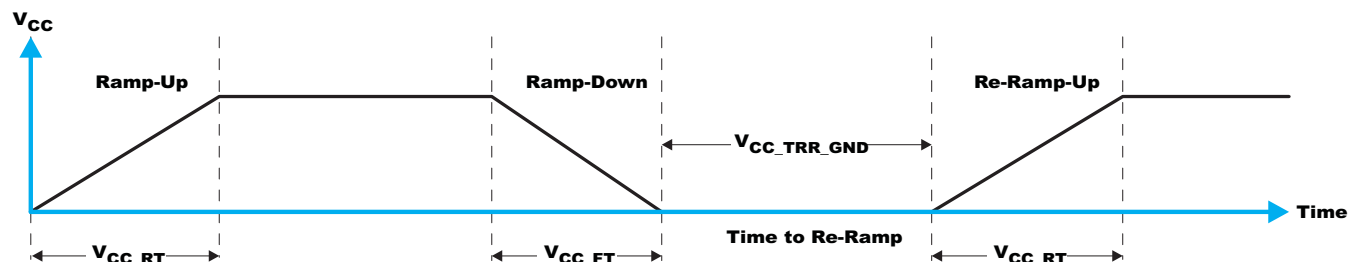 VCC
Ramp-Up
Ramp-Down
Re-Ramp-Up
VCC_TRR_GND
Time
Time to Re-Ramp
VCC_RT
VCC_FT
VCC_RT